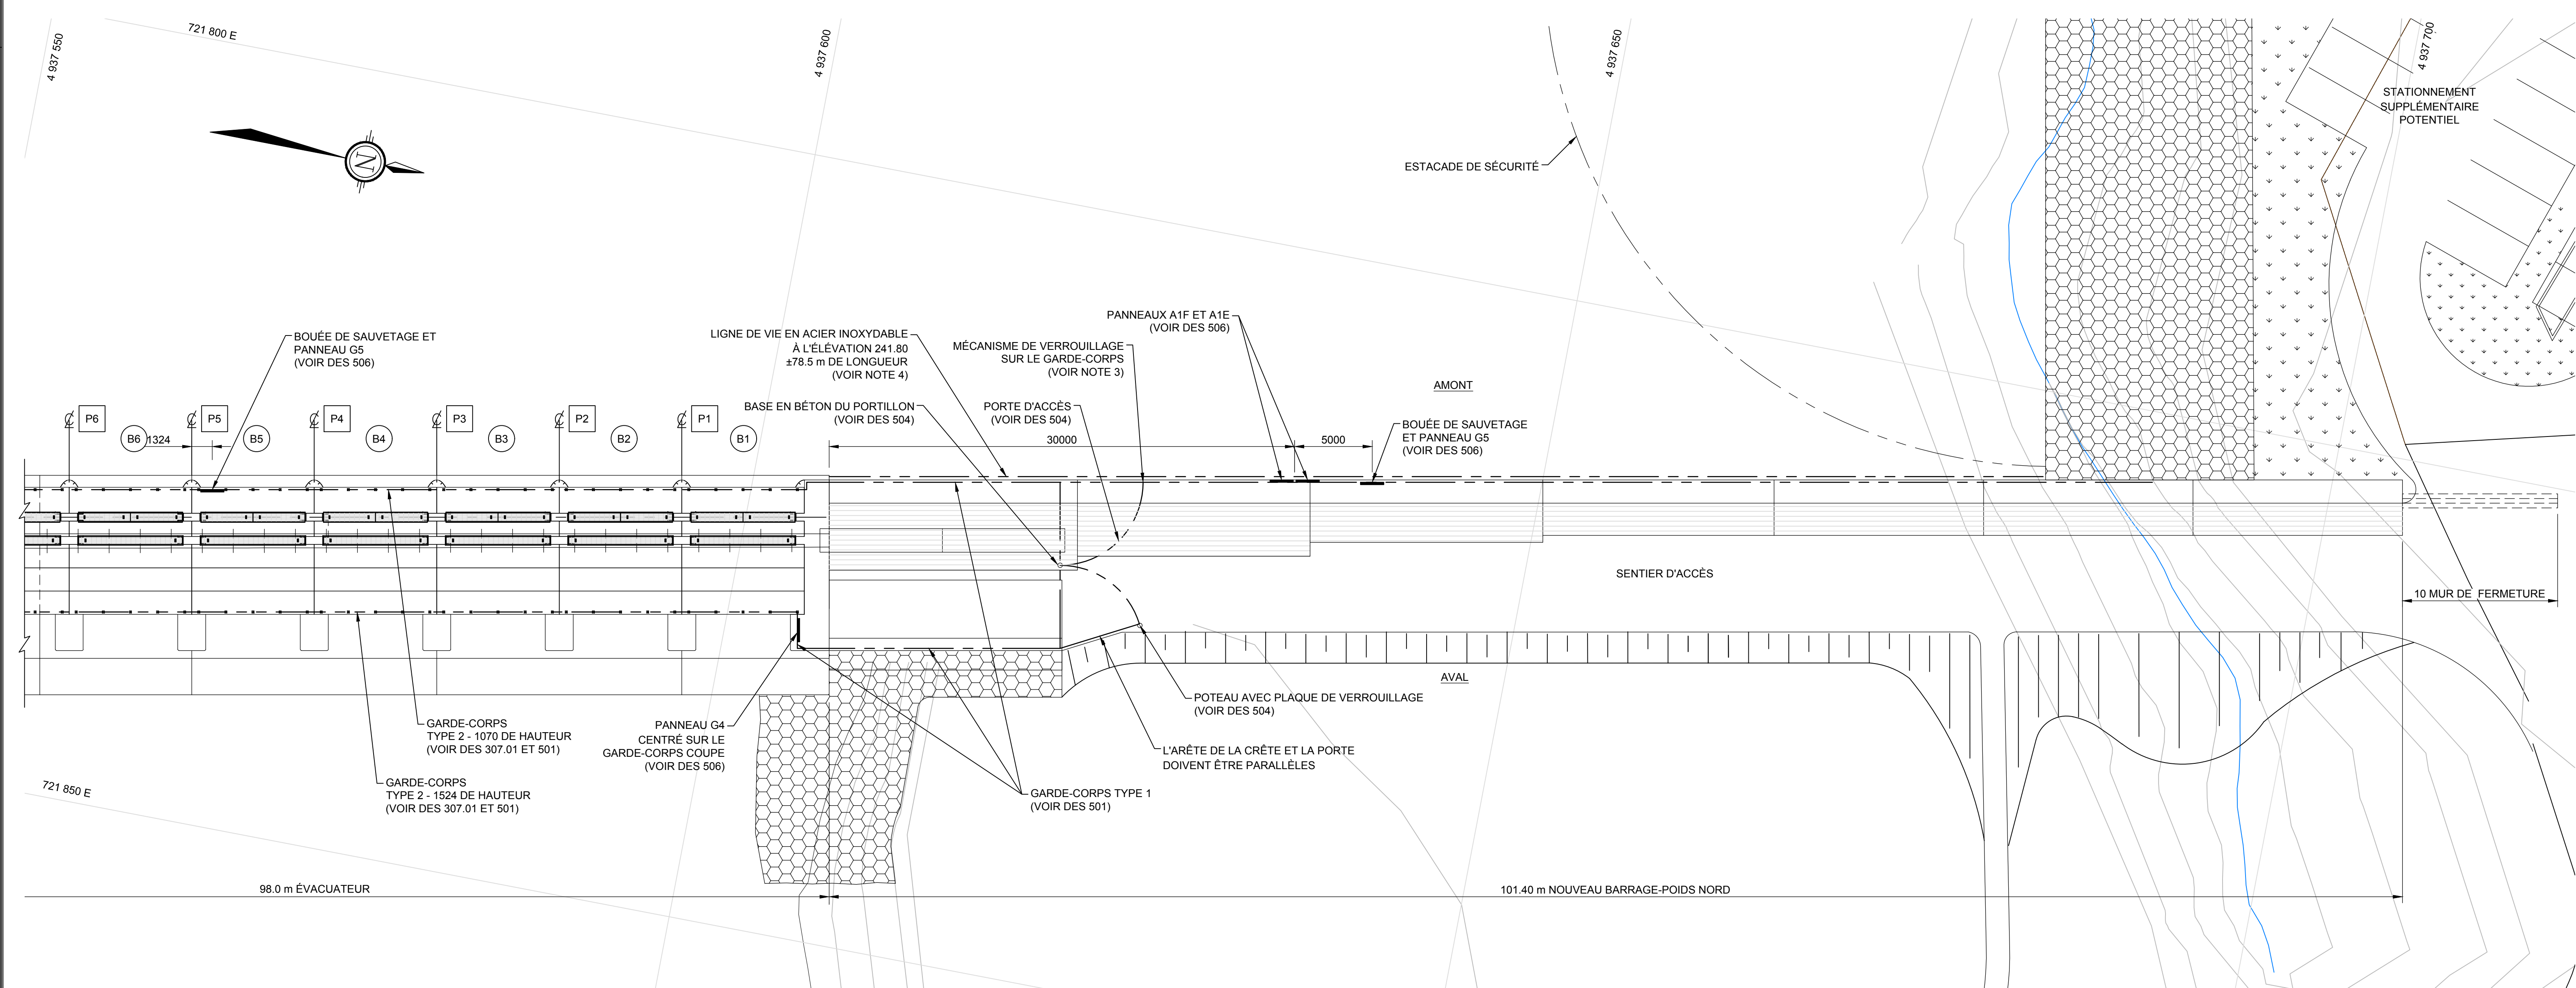 721 800 E
4 937 550
4 937 600
4 937 650
4 937 700
N
STATIONNEMENT
SUPPLÉMENTAIRE
POTENTIEL
ESTACADE DE SÉCURITÉ
BOUÉE DE SAUVETAGE ET
PANNEAU G5
(VOIR DES 506)
LIGNE DE VIE EN ACIER INOXYDABLE
À L'ÉLÉVATION 241.80
±78.5 m DE LONGUEUR
(VOIR NOTE 4)
MÉCANISME DE VERROUILLAGE
SUR LE GARDE-CORPS
(VOIR NOTE 3)
PANNEAUX A1F ET A1E
(VOIR DES 506)
AMONT
BASE EN BÉTON DU PORTILLON
(VOIR DES 504)
PORTE D'ACCÈS
(VOIR DES 504)
BOUÉE DE SAUVETAGE
ET PANNEAU G5
(VOIR DES 506)
P6
P5
P4
P3
P2
P1
B6
1324
B5
B4
B3
B2
B1
30000
5000
SENTIER D'ACCÈS
10 MUR DE FERMETURE
AVAL
POTEAU AVEC PLAQUE DE VERROUILLAGE
(VOIR DES 504)
GARDE-CORPS
TYPE 2 - 1070 DE HAUTEUR
(VOIR DES 307.01 ET 501)
PANNEAU G4
CENTRÉ SUR LE
GARDE-CORPS COUPE
(VOIR DES 506)
L'ARÊTE DE LA CRÊTE ET LA PORTE
DOIVENT ÊTRE PARALLÈLES
GARDE-CORPS
TYPE 2 - 1524 DE HAUTEUR
(VOIR DES 307.01 ET 501)
GARDE-CORPS TYPE 1
(VOIR DES 501)
721 850 E
98.0 m ÉVACUATEUR
101.40 m NOUVEAU BARRAGE-POIDS NORD